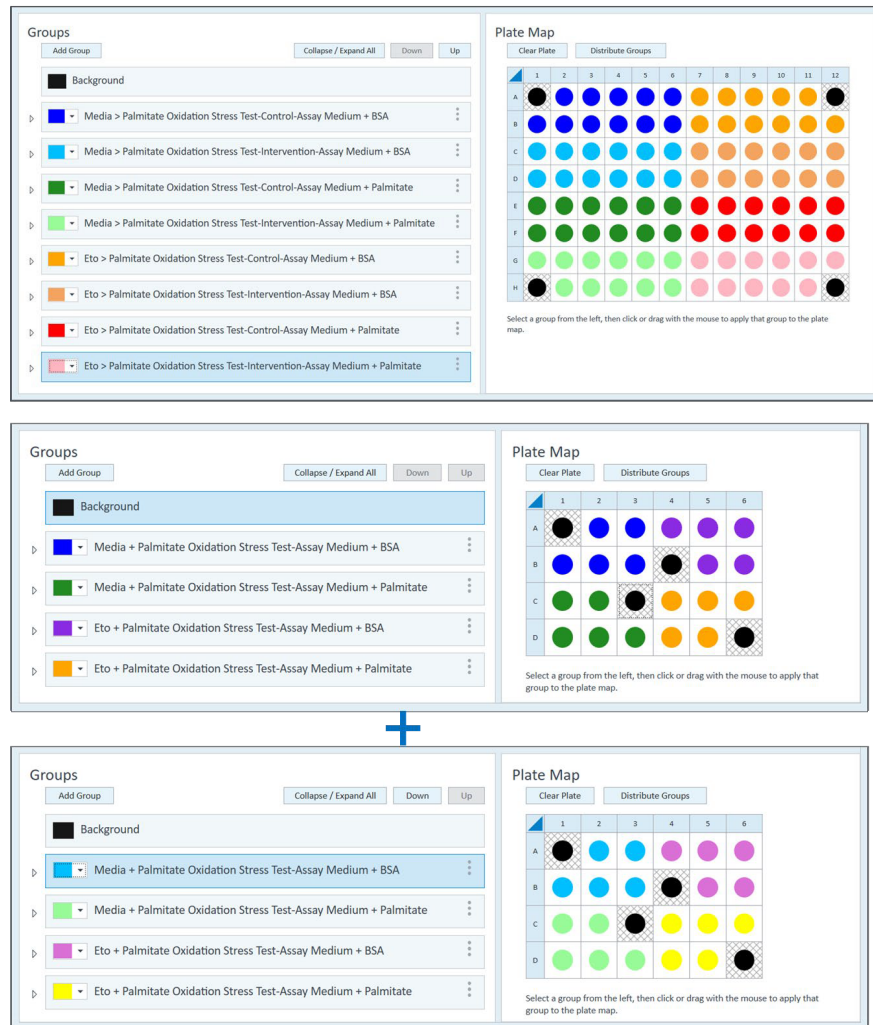 Groups
Add Group Collapse / Expand All Down Up
Background
Media > Palmitate Oxidation Stress Test-Control-Assay Medium + BSA
Media > Palmitate Oxidation Stress Test-Intervention-Assay Medium + BSA
Media > Palmitate Oxidation Stress Test-Control-Assay Medium + Palmitate
Media > Palmitate Oxidation Stress Test-Intervention-Assay Medium + Palmitate
Eto > Palmitate Oxidation Stress Test-Control-Assay Medium + BSA
Eto > Palmitate Oxidation Stress Test-Intervention-Assay Medium + BSA
Eto > Palmitate Oxidation Stress Test-Control-Assay Medium + Palmitate
Eto > Palmitate Oxidation Stress Test-Intervention-Assay Medium + Palmitate
Plate Map
Clear Plate Distribute Groups
1 2 3 4 5 6 7 8 9 10 11 12
A
B
C
D
E
F
G
H
Select a group from the left, then click or drag with the mouse to apply that group to the plate
map.
Groups
Add Group Collapse / Expand All Down Up
Background
Media + Palmitate Oxidation Stress Test-Assay Medium + BSA
Media + Palmitate Oxidation Stress Test-Assay Medium + Palmitate
Eto + Palmitate Oxidation Stress Test-Assay Medium + BSA
Eto + Palmitate Oxidation Stress Test-Assay Medium + Palmitate
Plate Map
Clear Plate Distribute Groups
1 2 3 4 5 6
A
B
C
D
Select a group from the left, then click or drag with the mouse to apply that
group to the plate map.
+
Groups
Add Group Collapse / Expand All Down Up
Background
Media + Palmitate Oxidation Stress Test-Assay Medium + BSA
Media + Palmitate Oxidation Stress Test-Assay Medium + Palmitate
Eto + Palmitate Oxidation Stress Test-Assay Medium + BSA
Eto + Palmitate Oxidation Stress Test-Assay Medium + Palmitate
Plate Map
Clear Plate Distribute Groups
1 2 3 4 5 6
A
B
C
D
Select a group from the left, then click or drag with the mouse to apply that
group to the plate map.